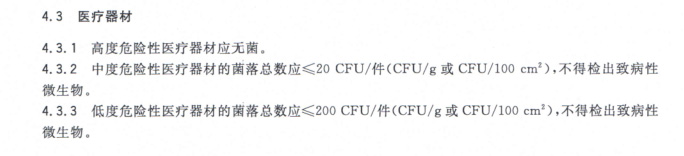 4.3 医疗器材
4.3.1 高度危险性医疗器材应无菌。
4.3.2 中度危险性医疗器材的菌落总数应≤20 CFU/件(CFU/g 或 CFU/100 cm²),不得检出致病性
微生物。
4.3.3 低度危险性医疗器材的菌落总数应≤200 CFU/件(CFU/g 或 CFU/100 cm²),不得检出致病性
微生物。